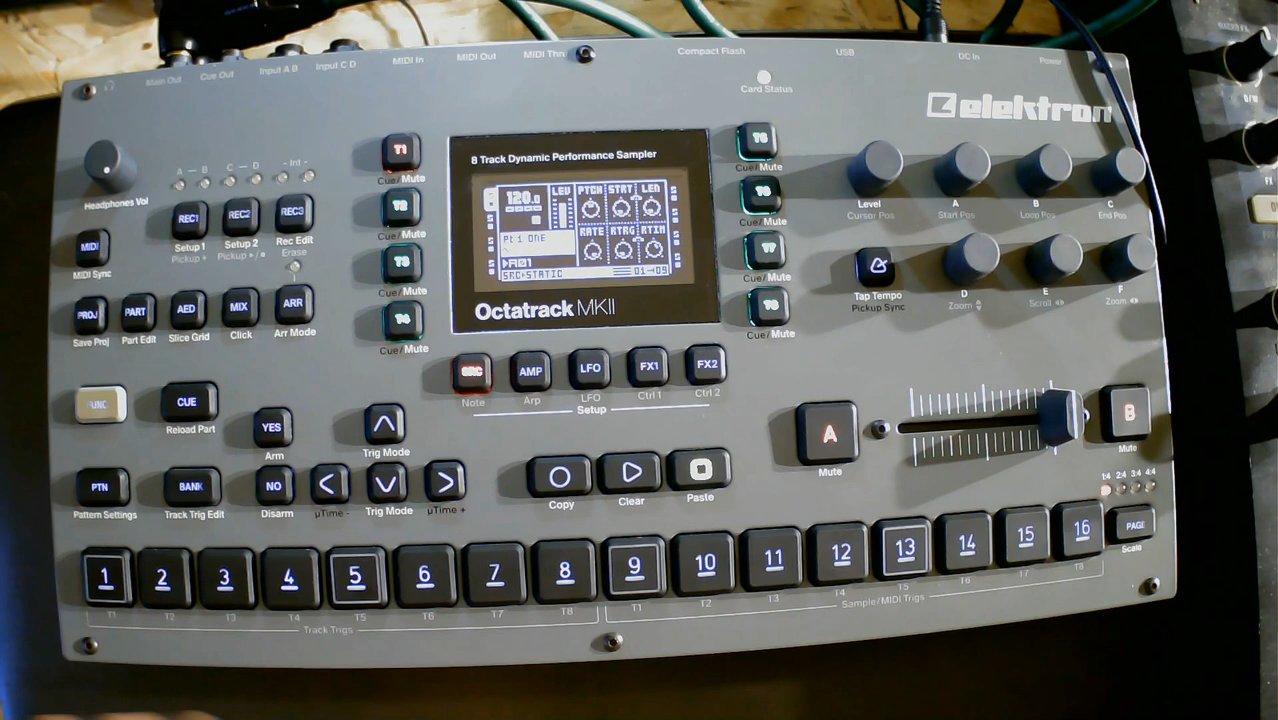 Main Out
Cue Out
Input A B
Input C D
MIDI In
MIDI Out
MIDI Thru
Compact Flash
USB
DC In
Power
Card Status
elektron
Headphones Vol
A — B
C — D
- Int -
REC1
REC2
REC3
Setup 1
Setup 2
Rec Edit
Pickup +
Pickup ▸/■
Erase
MIDI
MIDI Sync
PROJ
PART
AED
MIX
ARR
Save Proj
Part Edit
Slice Grid
Click
Arr Mode
T1
Cue/Mute
T2
Cue/Mute
T3
Cue/Mute
T4
Cue/Mute
8 Track Dynamic Performance Sampler
120.0
LEV
PTCH
STRT
LEN
RATE
RTRG
RTIM
Pt 1 ONE
A01
SRC>STATIC
Octatrack MKII
T5
Cue/Mute
T6
Cue/Mute
T7
Cue/Mute
T8
Cue/Mute
Level
Cursor Pos
A
Start Pos
B
Loop Pos
C
End Pos
Tap Tempo
Pickup Sync
D
Zoom
E
Scroll
F
Zoom
SRC
AMP
LFO
FX1
FX2
Note
Arp
LFO
Ctrl 1
Ctrl 2
Setup
FUNC
CUE
Reload Part
YES
Arm
Trig Mode
PTN
Pattern Settings
BANK
Track Trig Edit
NO
Disarm
<
µTime -
Trig Mode
>
µTime +
Copy
Clear
Paste
A
Mute
B
Mute
1:4 2:4 3:4 4:4
PAGE
Scale
1
2
3
4
5
6
7
8
9
10
11
12
13
14
15
16
T1
T2
T3
T4
T5
T6
T7
T8
T1
T2
T3
T4
T5
T6
T7
T8
Track Trigs
Sample/MIDI Trigs